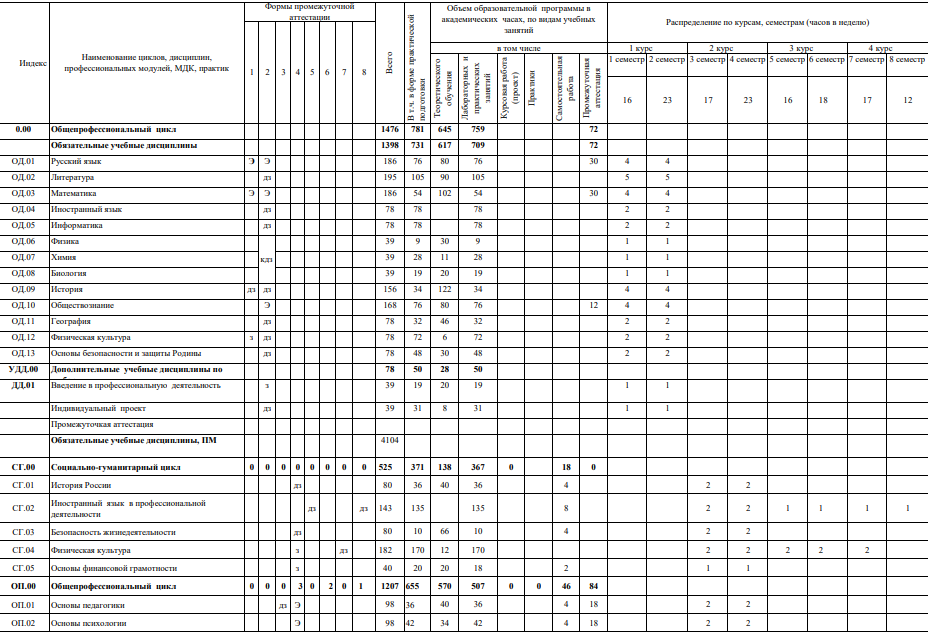 Индекс
Наименование циклов, дисциплин, профессиональных модулей, МДК, практик
Формы промежуточной аттестации
1 2 3 4 5 6 7 8
Всего
В т.ч. в форме практической подготовки
Объем образовательной программы в академических часах, по видам учебных занятий
в том числе
Теоретического обучения
Лабораторных и практических занятий
Курсовая работа (проект)
Практики
Самостоятельная работа
Промежуточная аттестация
Распределение по курсам, семестрам (часов в неделю)
1 курс 2 курс 3 курс 4 курс
1 семестр 2 семестр 3 семестр 4 семестр 5 семестр 6 семестр 7 семестр 8 семестр
16 23 17 23 16 18 17 12
0.00 Общепрофессиональный цикл 1476 781 645 759 72
Обязательные учебные дисциплины 1398 731 617 709 72
ОД.01 Русский язык Э Э 186 76 80 76 30 4 4
ОД.02 Литература дз 195 105 90 105 5 5
ОД.03 Математика Э Э 186 54 102 54 30 4 4
ОД.04 Иностранный язык дз 78 78 78 2 2
ОД.05 Информатика дз 78 78 78 2 2
ОД.06 Физика 39 9 30 9 1 1
ОД.07 Химия кдз 39 28 11 28 1 1
ОД.08 Биология 39 19 20 19 1 1
ОД.09 История дз дз 156 34 122 34 4 4
ОД.10 Обществознание Э 168 76 80 76 12 4 4
ОД.11 География дз 78 32 46 32 2 2
ОД.12 Физическая культура з дз 78 72 6 72 2 2
ОД.13 Основы безопасности и защиты Родины дз 78 48 30 48 2 2
УДД.00 Дополнительные учебные дисциплины по 78 50 28 50
ДД.01 Введение в профессиональную деятельность з 39 19 20 19 1 1
Индивидуальный проект дз 39 31 8 31 1 1
Промежуточкая аттестация
Обязательные учебные дисциплины, ПМ 4104
СГ.00 Социально-гуманитарный цикл 0 0 0 0 0 0 0 0 525 371 138 367 0 18 0
СГ.01 История России дз 80 36 40 36 4 2 2
СГ.02 Иностранный язык в профессиональной деятельности дз дз 143 135 135 8 2 2 1 1 1 1
СГ.03 Безопасность жизнедеятельности дз 80 10 66 10 4 2 2
СГ.04 Физическая культура з дз 182 170 12 170 2 2 2 2 2
СГ.05 Основы финансовой грамотности з 40 20 20 18 2 1 1
ОП.00 Общепрофессиональный цикл 0 0 0 3 0 2 0 1 1207 655 570 507 0 0 46 84
ОП.01 Основы педагогики дз Э 98 36 40 36 4 18 2 2
ОП.02 Основы психологии Э 98 42 34 42 4 18 2 2